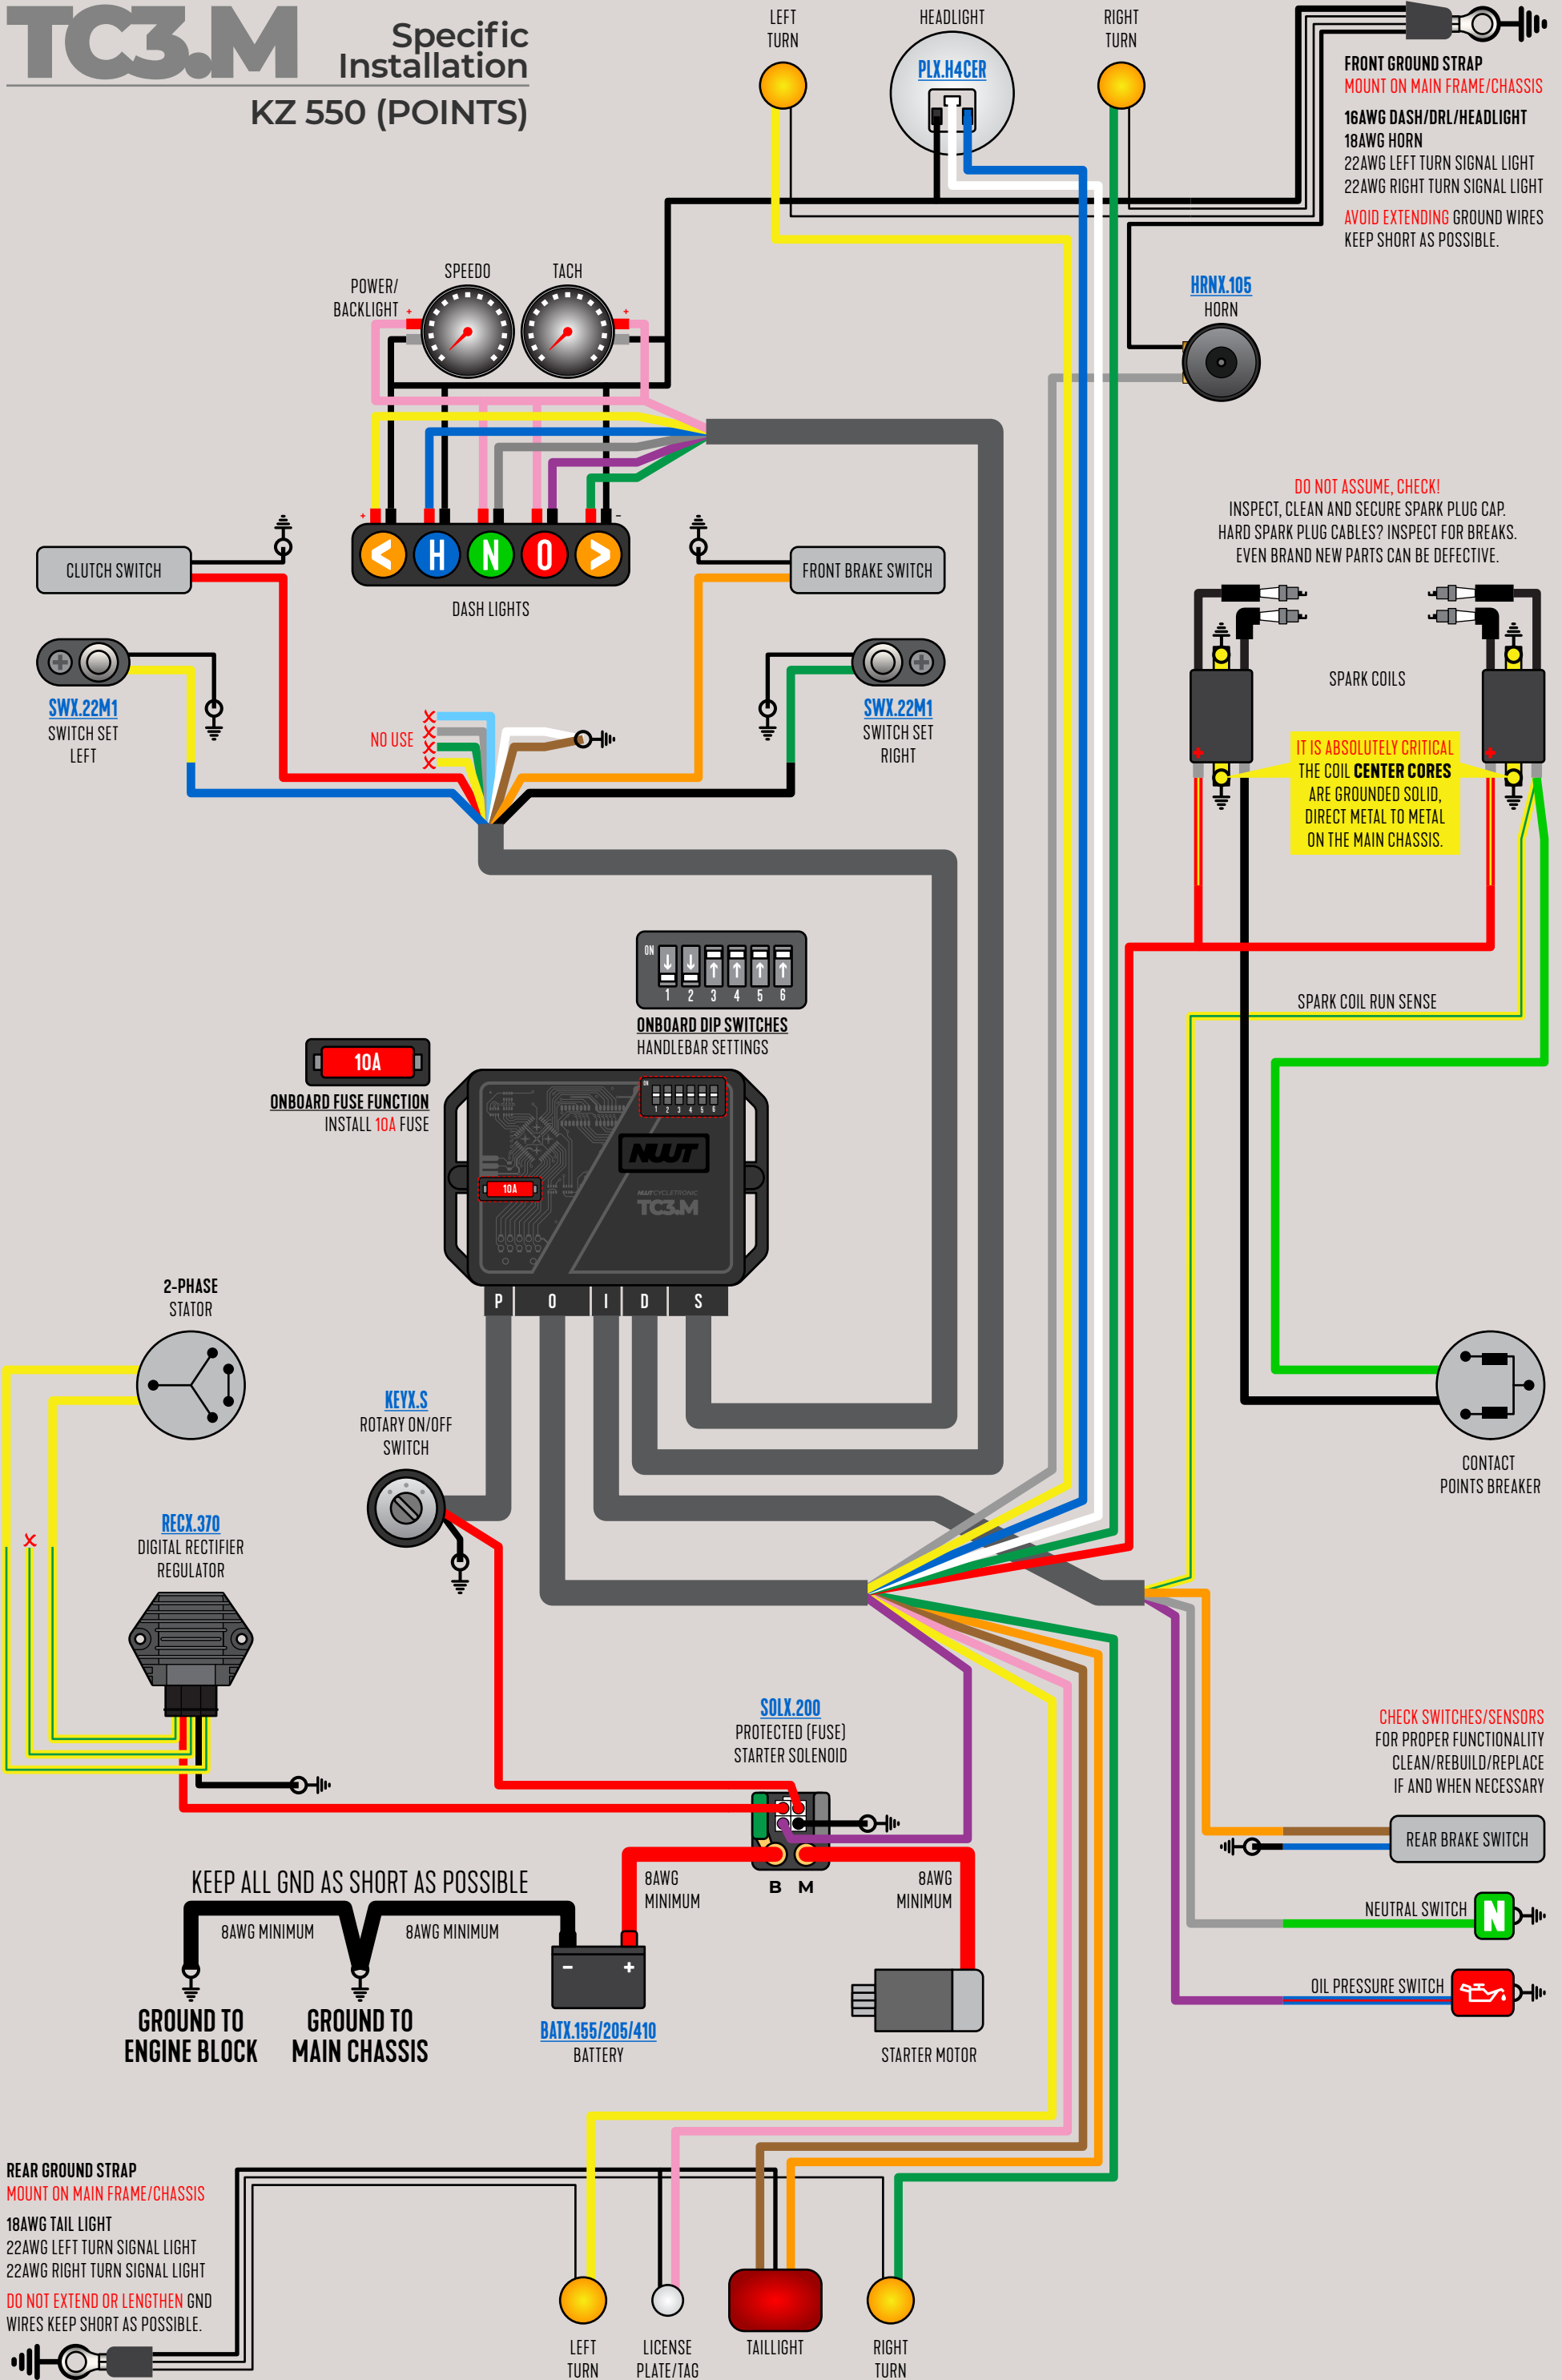 TC3.M
Specific
Installation
KZ 550 (POINTS)
LEFT
TURN
HEADLIGHT
PLX.H4CER
RIGHT
TURN
FRONT GROUND STRAP
MOUNT ON MAIN FRAME/CHASSIS
16AWG DASH/DRL/HEADLIGHT
18AWG HORN
22AWG LEFT TURN SIGNAL LIGHT
22AWG RIGHT TURN SIGNAL LIGHT
AVOID EXTENDING GROUND WIRES
KEEP SHORT AS POSSIBLE.
POWER/
BACKLIGHT
SPEEDO
TACH
+
+
HRNX.105
HORN
+
−
< H N O >
DASH LIGHTS
CLUTCH SWITCH
FRONT BRAKE SWITCH
SWX.22M1
SWITCH SET
LEFT
SWX.22M1
SWITCH SET
RIGHT
NO USE
X
X
X
X
DO NOT ASSUME, CHECK!
INSPECT, CLEAN AND SECURE SPARK PLUG CAP.
HARD SPARK PLUG CABLES? INSPECT FOR BREAKS.
EVEN BRAND NEW PARTS CAN BE DEFECTIVE.
SPARK COILS
+
+
IT IS ABSOLUTELY CRITICAL
THE COIL CENTER CORES
ARE GROUNDED SOLID,
DIRECT METAL TO METAL
ON THE MAIN CHASSIS.
SPARK COIL RUN SENSE
ON
1 2 3 4 5 6
ONBOARD DIP SWITCHES
HANDLEBAR SETTINGS
10A
ONBOARD FUSE FUNCTION
INSTALL 10A FUSE
ON
1 2 3 4 5 6
NWT
10A
NWT CYCLETRONIC
TC3.M
P O I D S
2-PHASE
STATOR
KEYX.S
ROTARY ON/OFF
SWITCH
CONTACT
POINTS BREAKER
X
RECX.370
DIGITAL RECTIFIER
REGULATOR
SOLX.200
PROTECTED (FUSE)
STARTER SOLENOID
B M
CHECK SWITCHES/SENSORS
FOR PROPER FUNCTIONALITY
CLEAN/REBUILD/REPLACE
IF AND WHEN NECESSARY
REAR BRAKE SWITCH
NEUTRAL SWITCH
N
OIL PRESSURE SWITCH
KEEP ALL GND AS SHORT AS POSSIBLE
8AWG MINIMUM
8AWG MINIMUM
8AWG
MINIMUM
8AWG
MINIMUM
− +
GROUND TO
ENGINE BLOCK
GROUND TO
MAIN CHASSIS
BATX.155/205/410
BATTERY
STARTER MOTOR
REAR GROUND STRAP
MOUNT ON MAIN FRAME/CHASSIS
18AWG TAIL LIGHT
22AWG LEFT TURN SIGNAL LIGHT
22AWG RIGHT TURN SIGNAL LIGHT
DO NOT EXTEND OR LENGTHEN GND
WIRES KEEP SHORT AS POSSIBLE.
LEFT
TURN
LICENSE
PLATE/TAG
TAILLIGHT
RIGHT
TURN